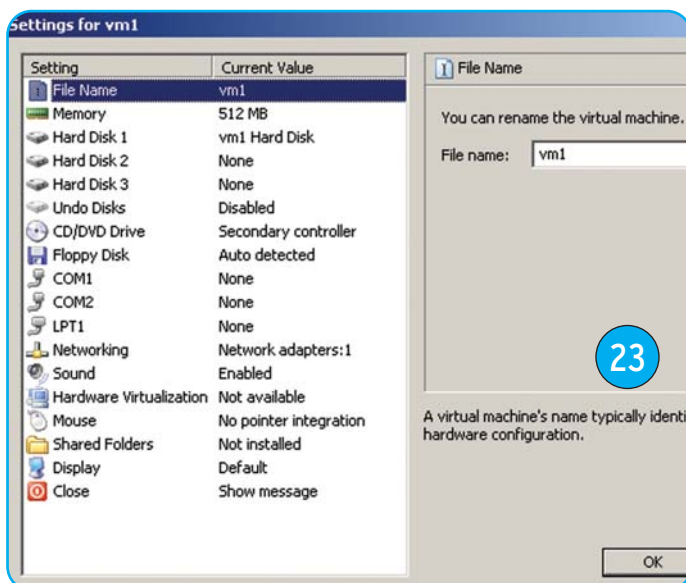 Settings for vm1
Setting Current Value
File Name vm1
Memory 512 MB
Hard Disk 1 vm1 Hard Disk
Hard Disk 2 None
Hard Disk 3 None
Undo Disks Disabled
CD/DVD Drive Secondary controller
Floppy Disk Auto detected
COM1 None
COM2 None
LPT1 None
Networking Network adapters:1
Sound Enabled
Hardware Virtualization Not available
Mouse No pointer integration
Shared Folders Not installed
Display Default
Close Show message
File Name
You can rename the virtual machine.
File name: vm1
23
A virtual machine's name typically identi
hardware configuration.
OK